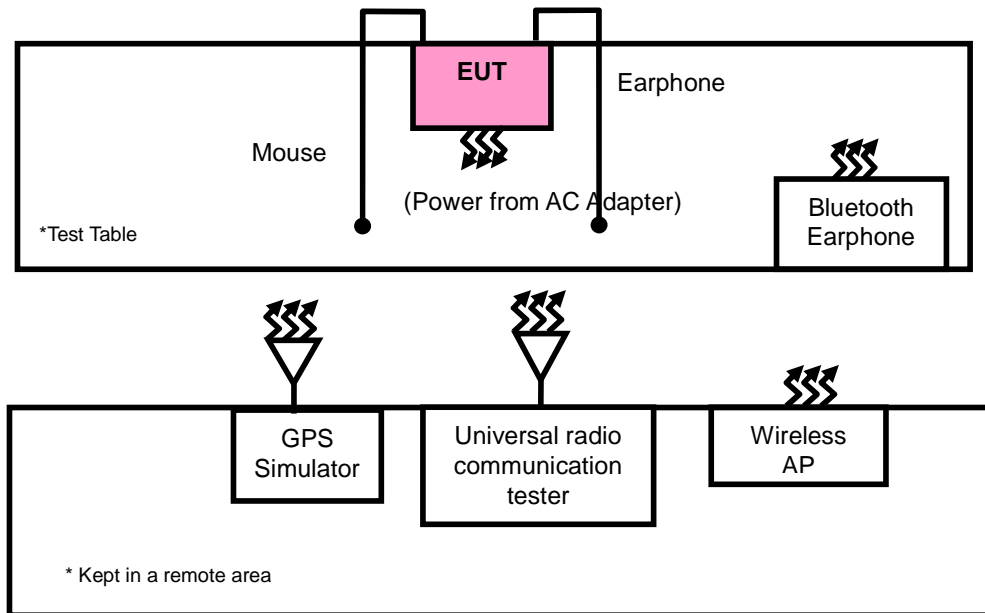 EUT
Earphone
Mouse
(Power from AC Adapter)
Bluetooth
Earphone
*Test Table
GPS
Simulator
Universal radio
communication
tester
Wireless
AP
* Kept in a remote area